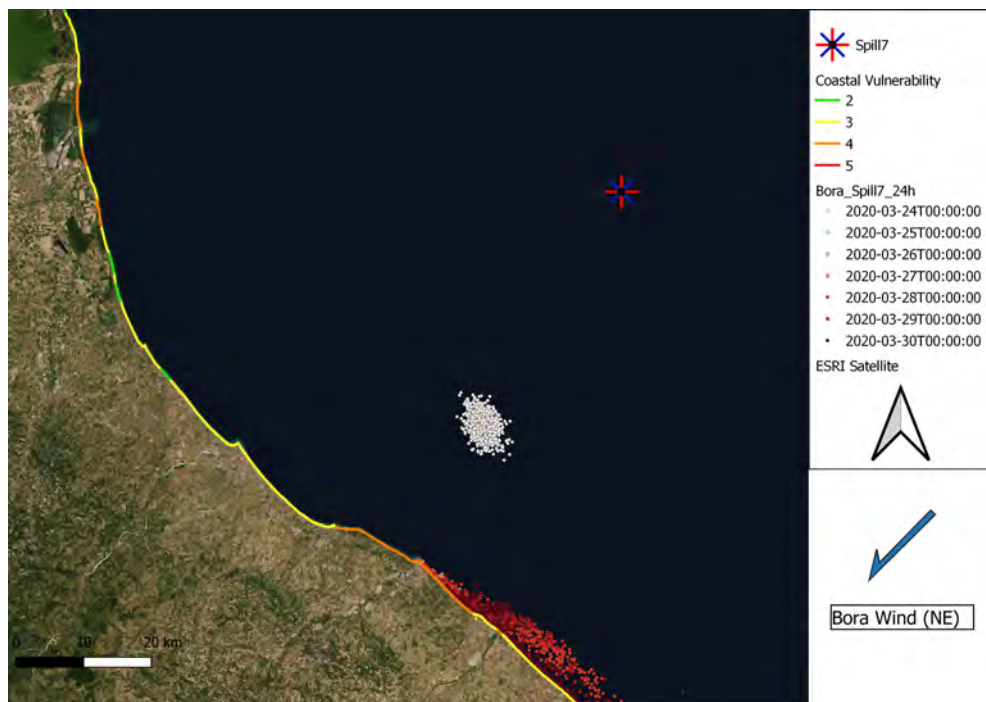 Spill7
Coastal Vulnerability
2
3
4
5
Bora_Spill7_24h
2020-03-24T00:00:00
2020-03-25T00:00:00
2020-03-26T00:00:00
2020-03-27T00:00:00
2020-03-28T00:00:00
2020-03-29T00:00:00
2020-03-30T00:00:00
ESRI Satellite
Bora Wind (NE)
0 10 20 km